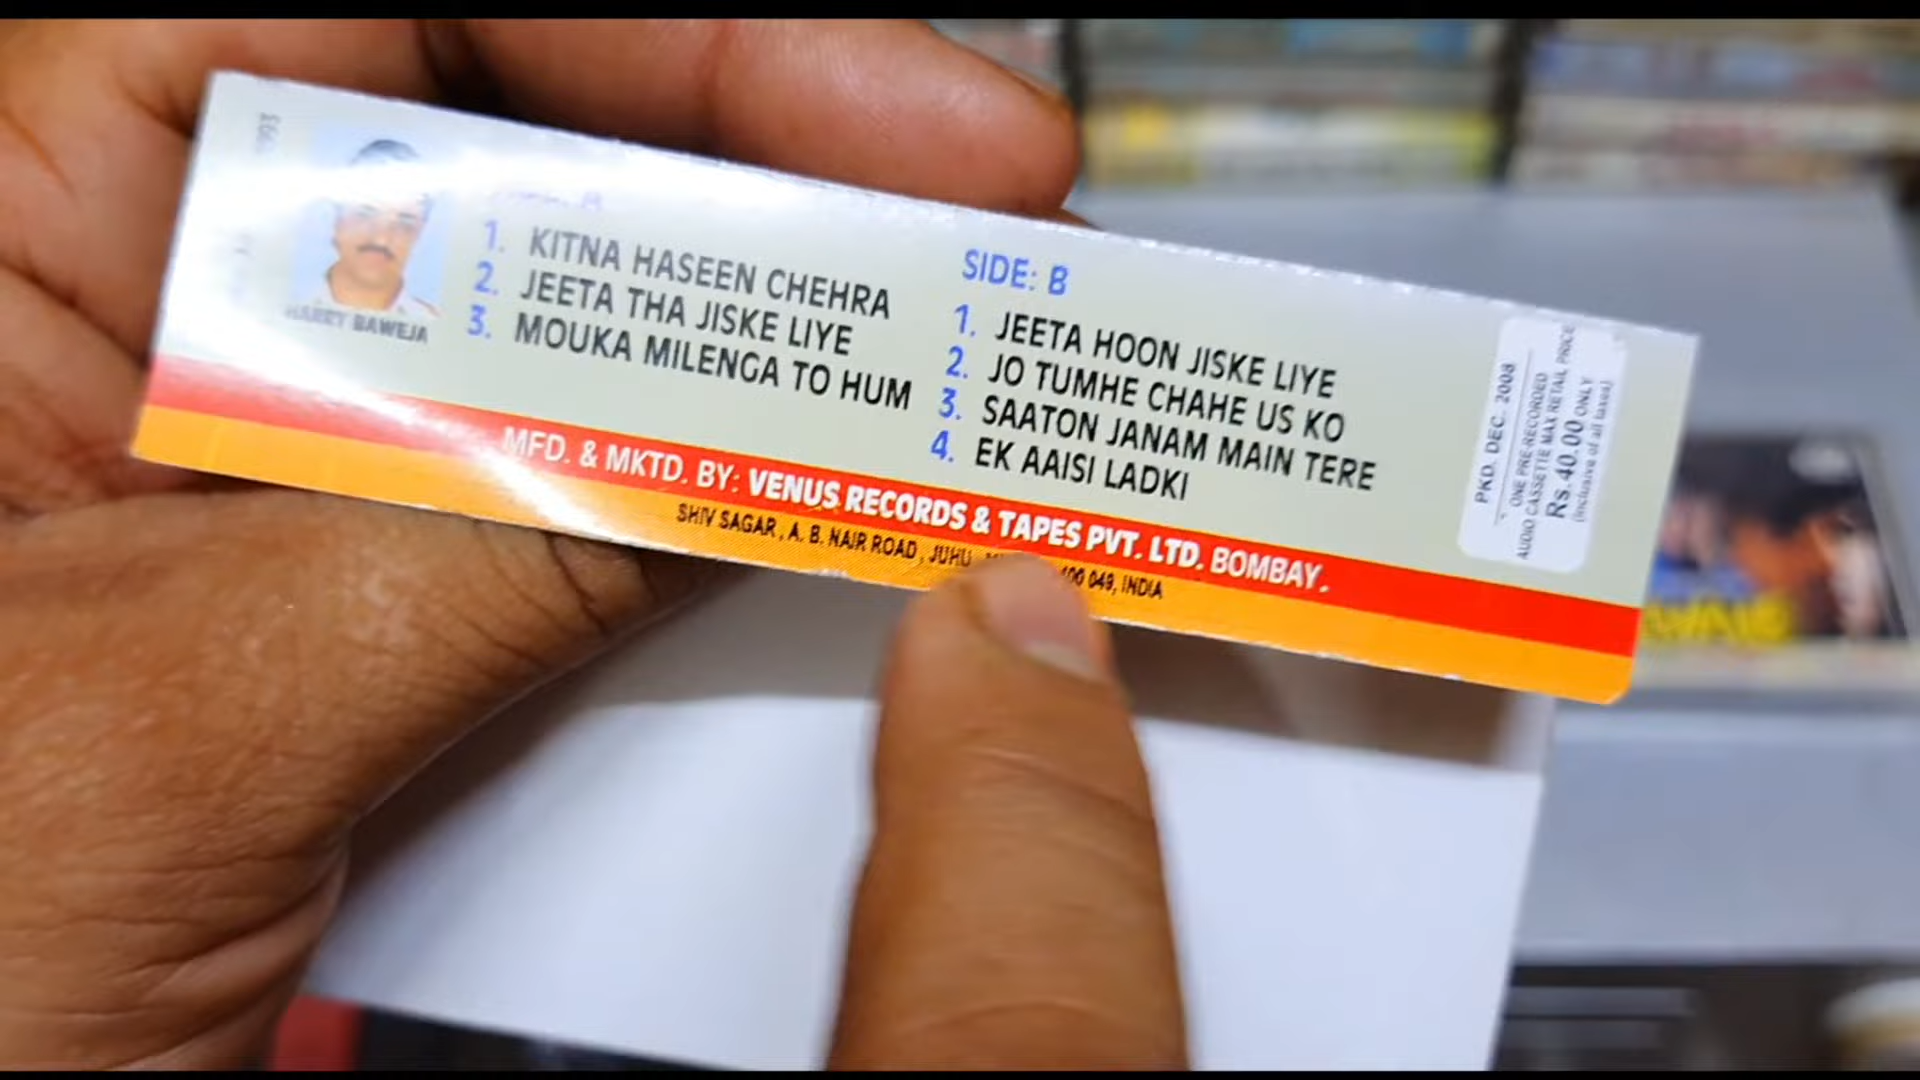 HARRY BAWEJA
1. KITNA HASEEN CHEHRA
2. JEETA THA JISKE LIYE
3. MOUKA MILENGA TO HUM
SIDE: B
1. JEETA HOON JISKE LIYE
2. JO TUMHE CHAHE US KO
3. SAATON JANAM MAIN TERE
4. EK AAISI LADKI
PKD. DEC. 2008
ONE PRE-RECORDED
AUDIO CASSETTE MAX RETAIL PRICE
Rs. 40.00 ONLY
(inclusive of all taxes)
MFD. & MKTD. BY: VENUS RECORDS & TAPES PVT. LTD. BOMBAY.
SHIV SAGAR, A. B. NAIR ROAD, JUHU 049, INDIA